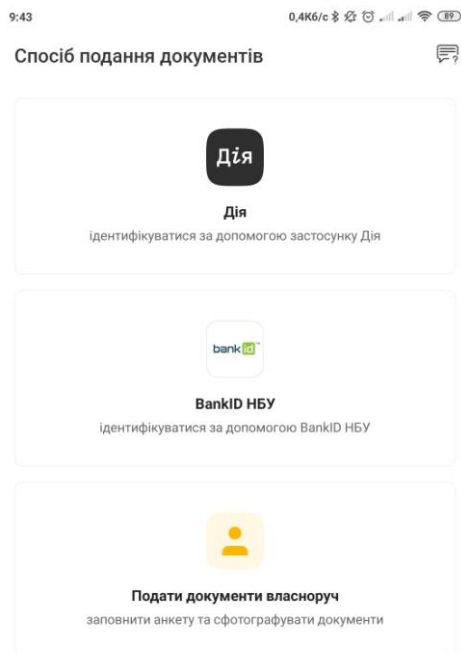 9:43 0,4Кб/с 89
Спосіб подання документів
Дія
Дія
ідентифікуватися за допомогою застосунку Дія
bank id™
BankID НБУ
ідентифікуватися за допомогою BankID НБУ
Подати документи власноруч
заповнити анкету та сфотографувати документи